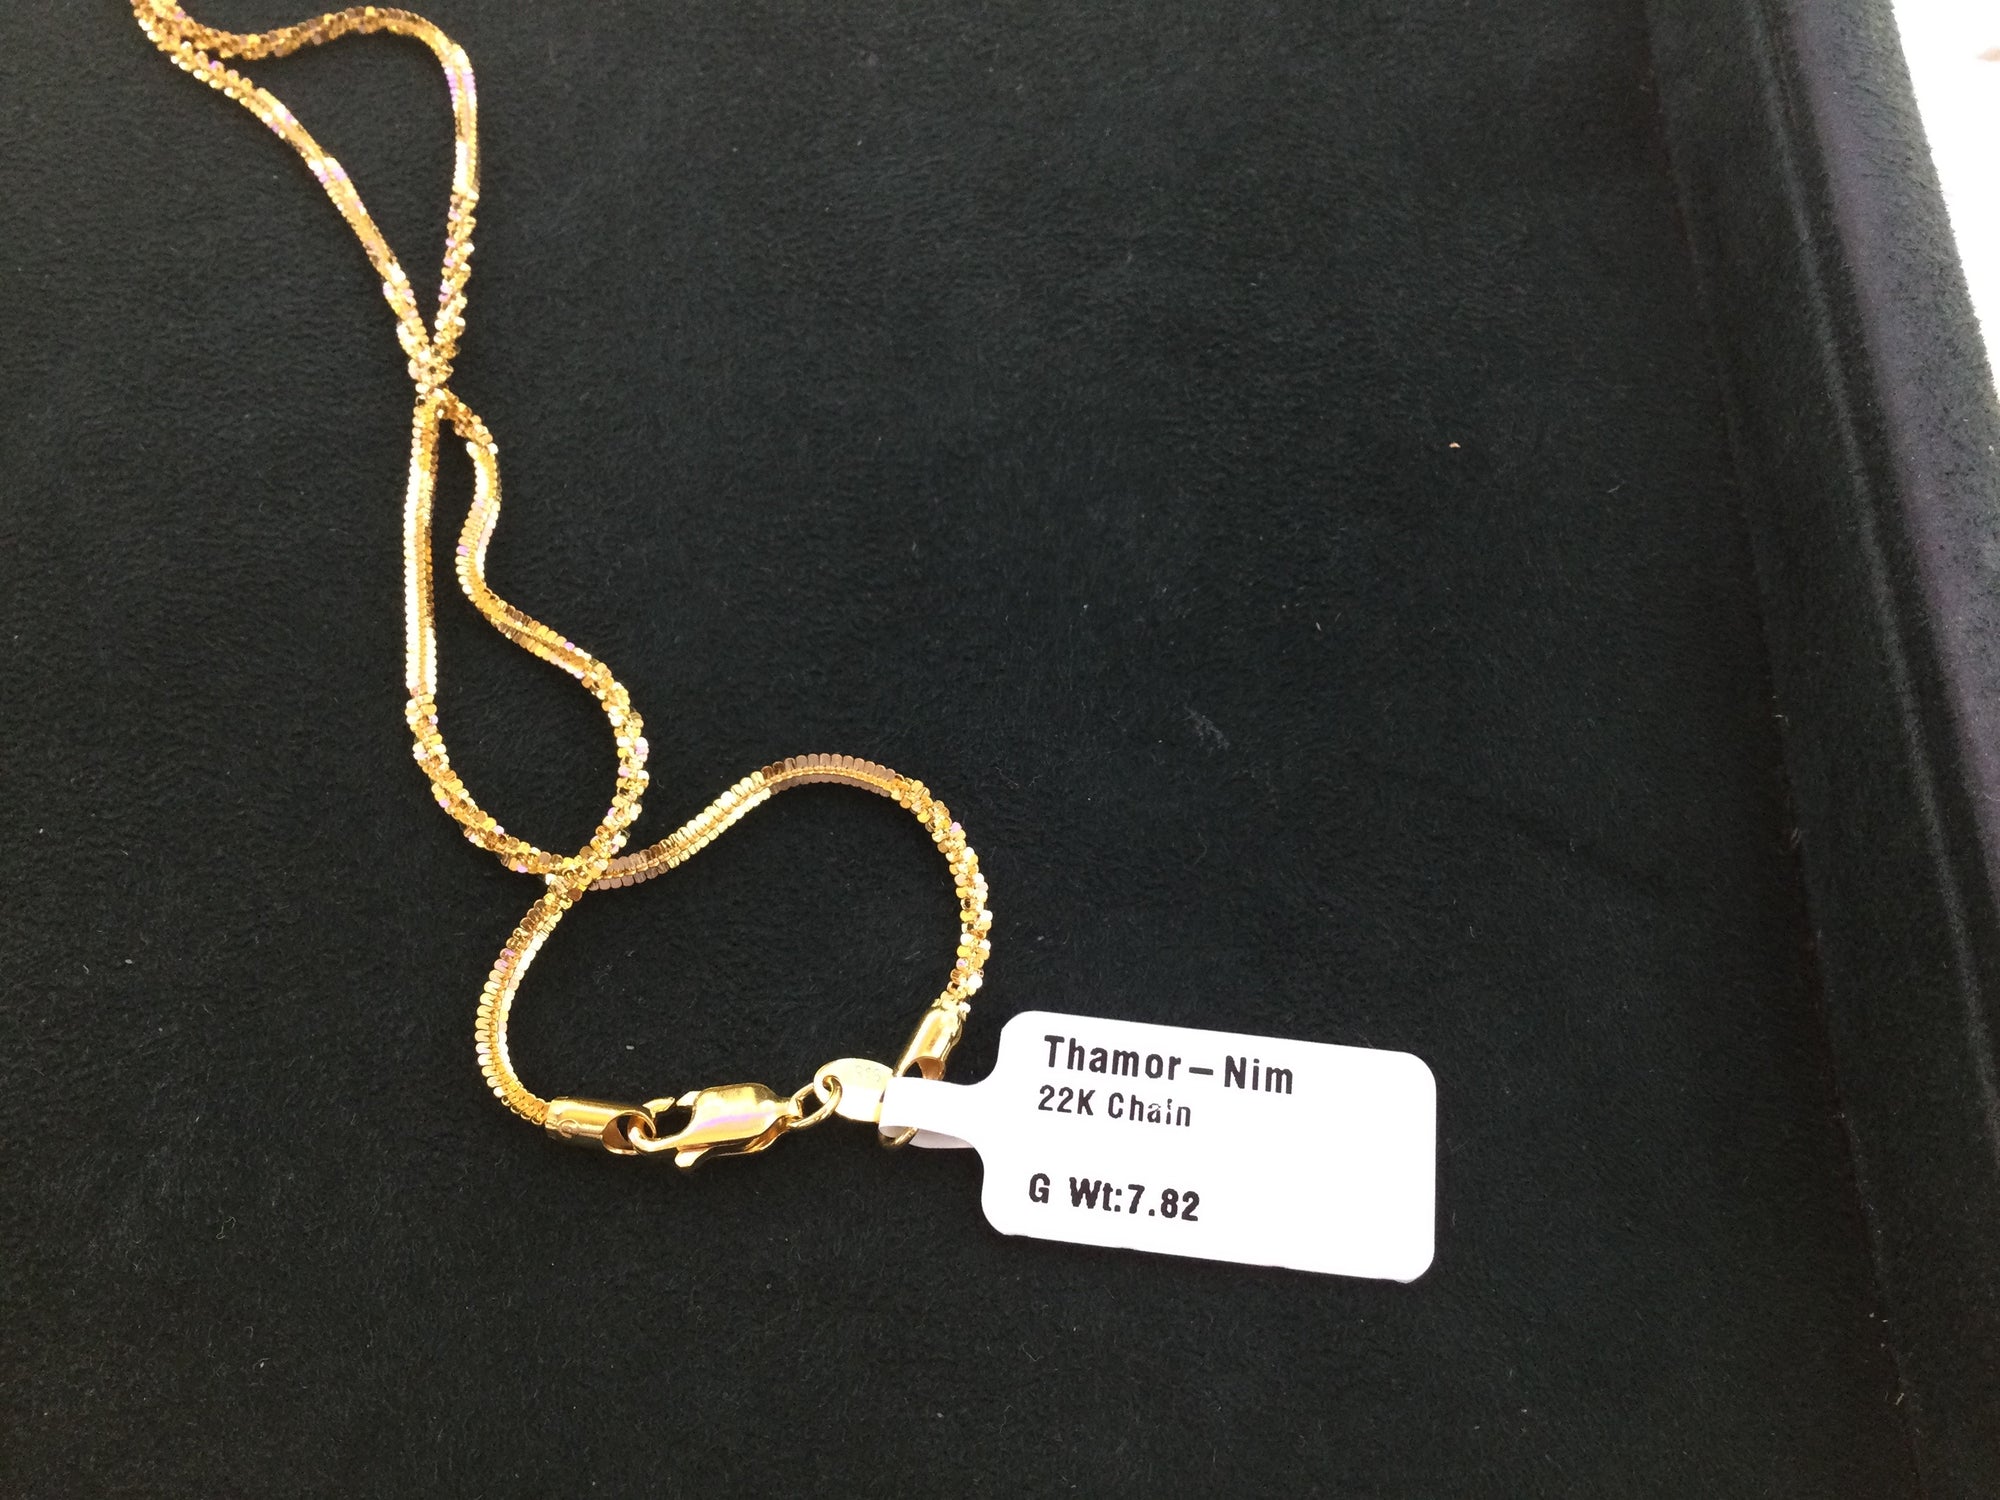 Thamor-Nim
22K Chain
G Wt:7.82